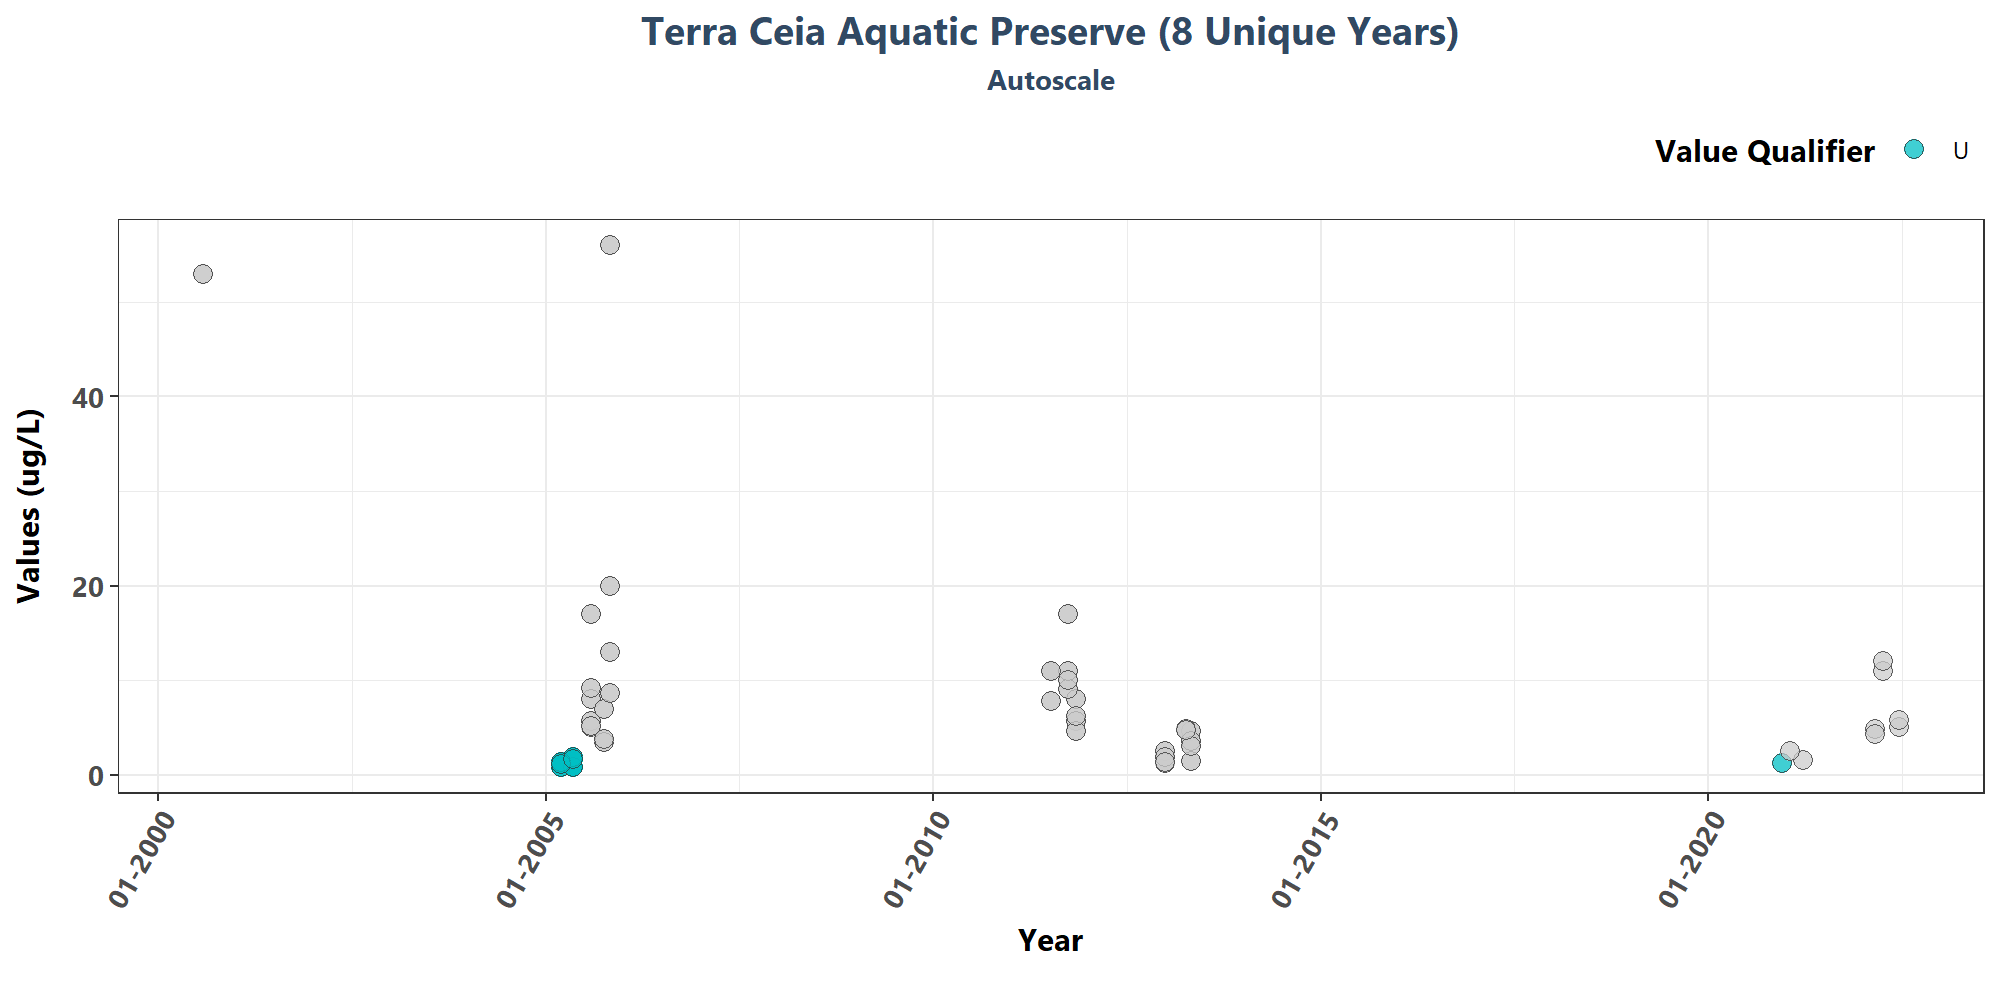 Terra Ceia Aquatic Preserve (8 Unique Years)
Autoscale
Value Qualifier U
Values (ug/L)
40
20
0
01-2000
01-2005
01-2010
01-2015
01-2020
Year